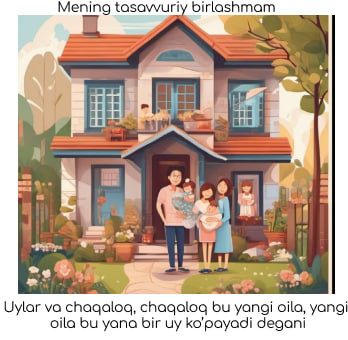 Mening tasavvuriy birlashmam
Uylar va chaqaloq, chaqaloq bu yangi oila, yangi
oila bu yana bir uy ko'payadi degani